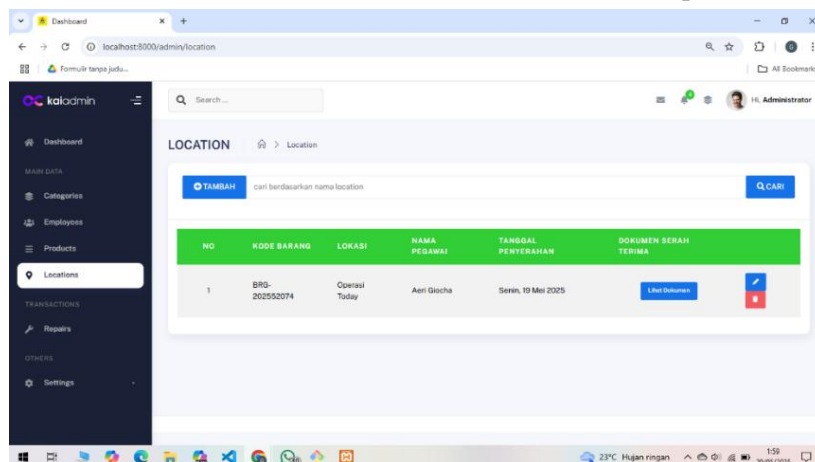 Dashboard
localhost:8000/admin/location
Formulir tanpa judu...
All Bookmark
kaiadmin
Search ...
Hi, Administrator
Dashboard
MAIN DATA
Categories
Employees
Products
Locations
TRANSACTIONS
Repairs
OTHERS
Settings
LOCATION
Location
TAMBAH
cari berdasarkan nama location
CARI
NO
KODE BARANG
LOKASI
NAMA
PEGAWAI
TANGGAL
PENYERAHAN
DOKUMEN SERAH
TERIMA
1
BRG-
202552074
Operasi
Today
Aeri Giocha
Senin, 19 Mei 2025
Lihat Dokumen
23°C Hujan ringan
1:59